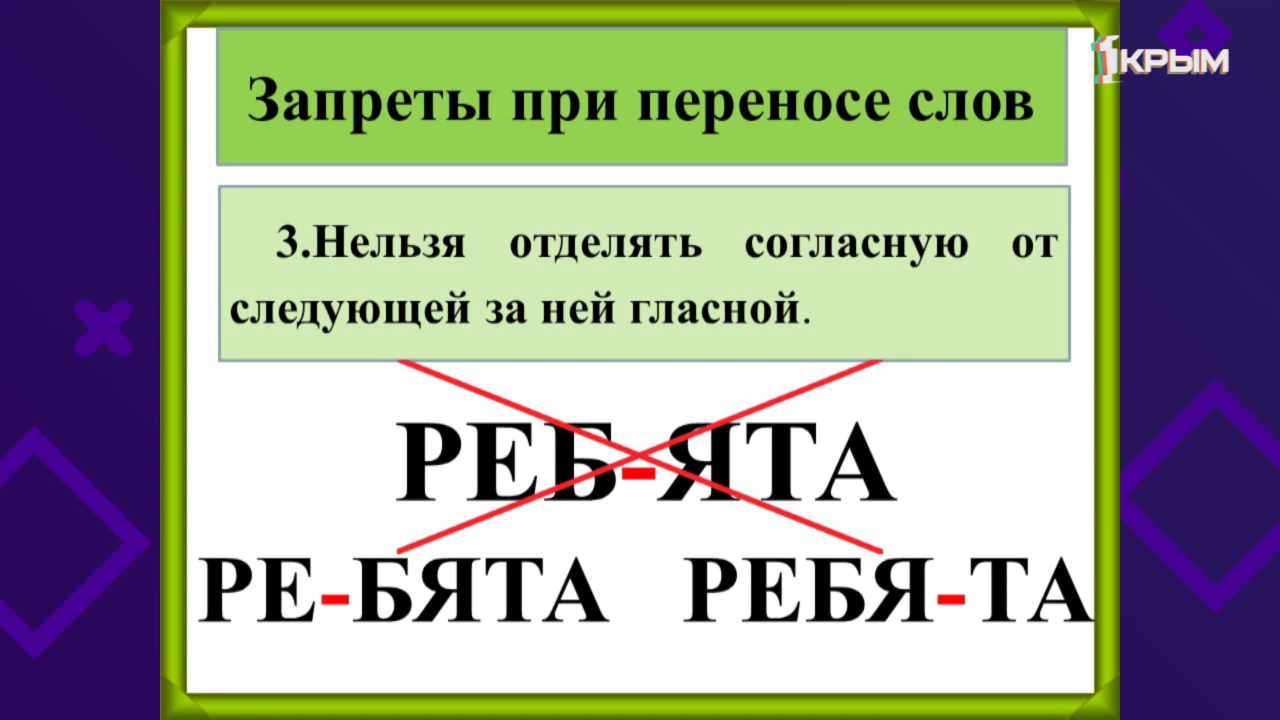 1КРЫМ
Запреты при переносе слов
3.Нельзя отделять согласную от
следующей за ней гласной.
РЕБ-ЯТА
РЕ-БЯТА РЕБЯ-ТА